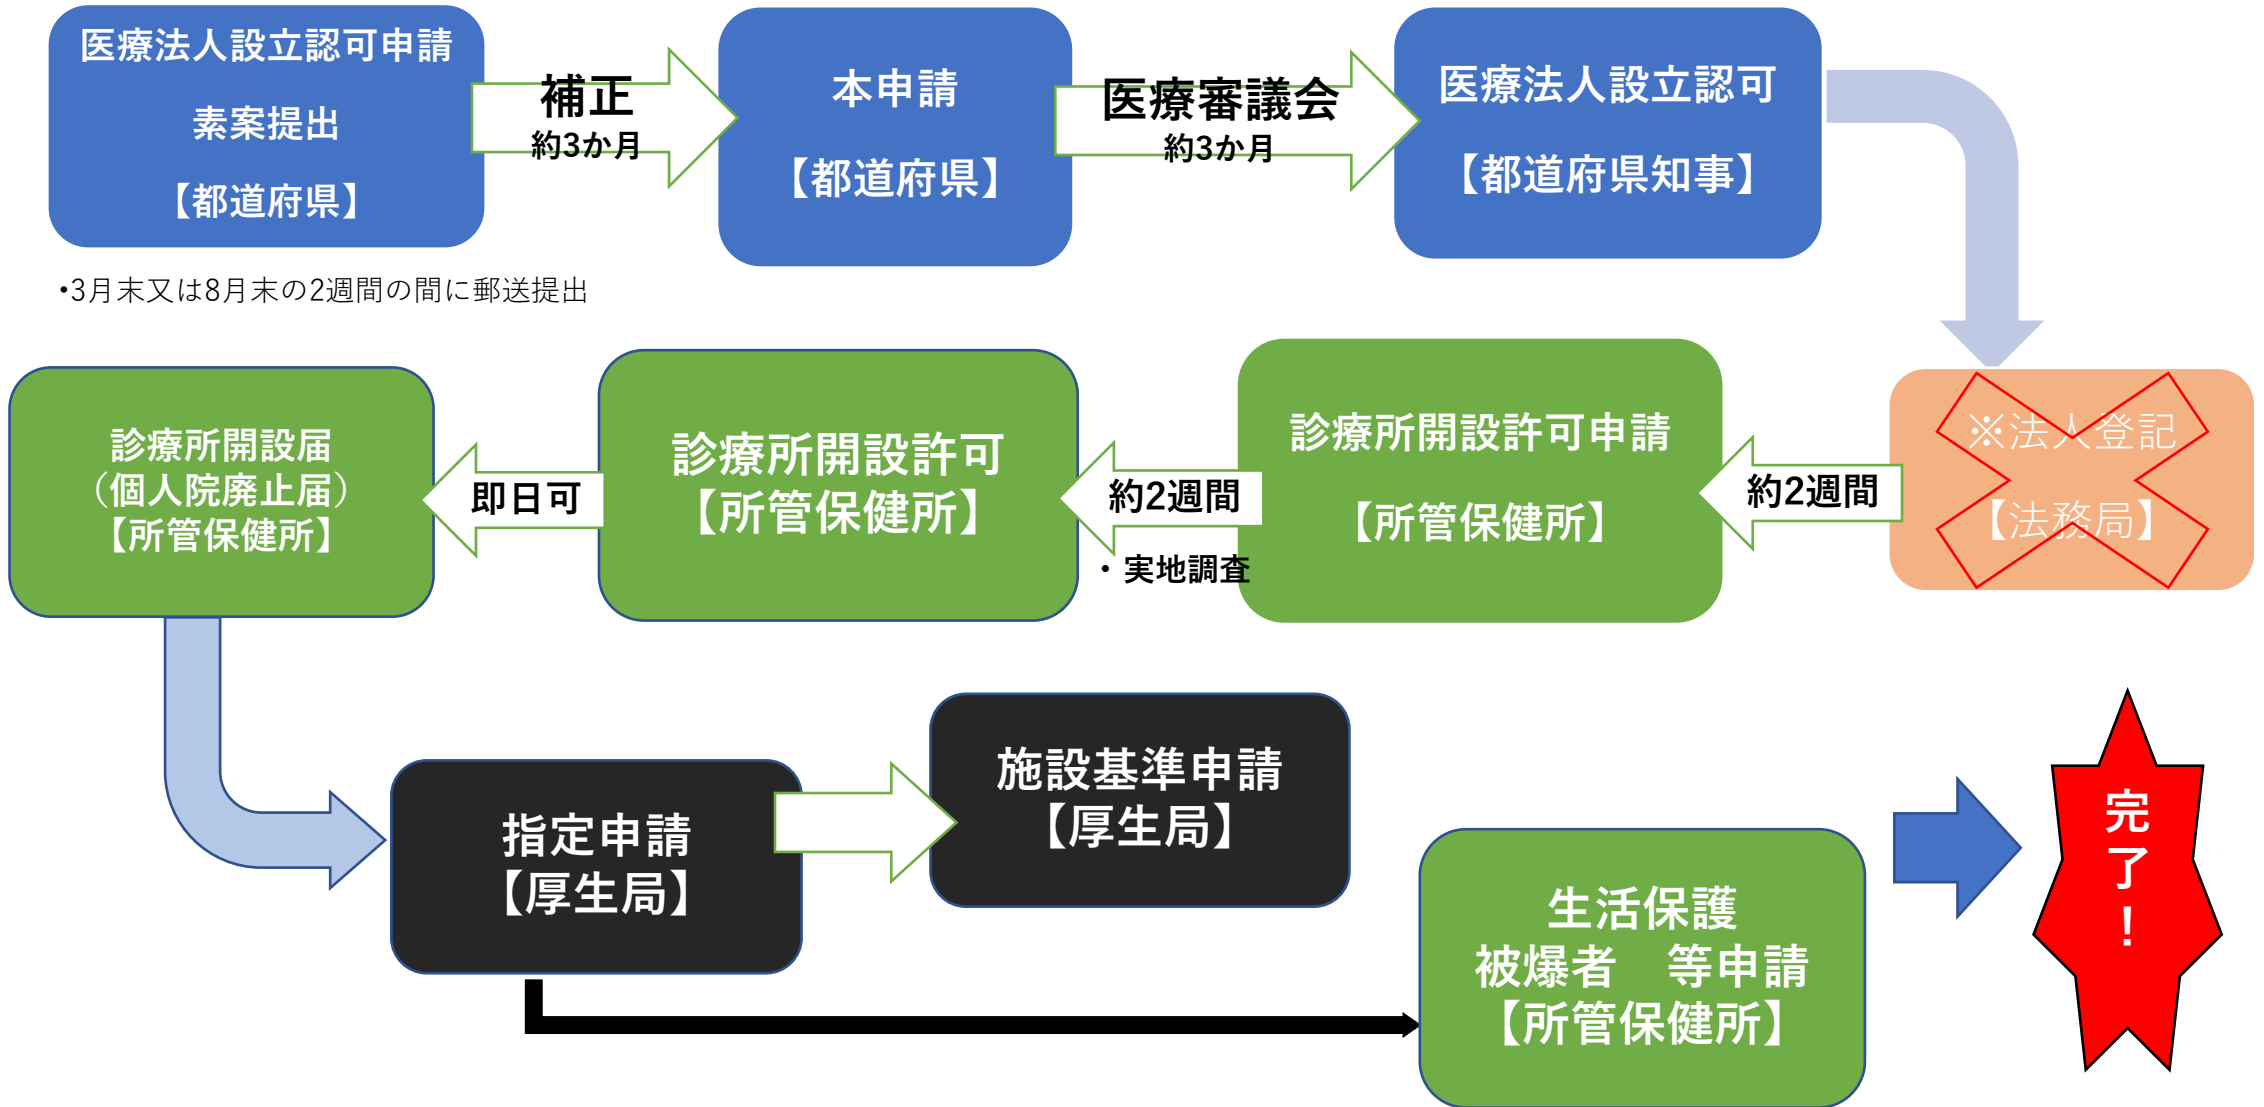 医療法人設立認可申請
素案提出
【都道府県】
補正
約3か月
本申請
【都道府県】
医療審議会
約3か月
医療法人設立認可
【都道府県知事】
•3月末又は8月末の2週間の間に郵送提出
※法人登記
【法務局】
約2週間
診療所開設許可申請
【所管保健所】
約2週間
・実地調査
診療所開設許可
【所管保健所】
即日可
診療所開設届
（個人院廃止届）
【所管保健所】
指定申請
【厚生局】
施設基準申請
【厚生局】
生活保護
被爆者　等申請
【所管保健所】
完了！